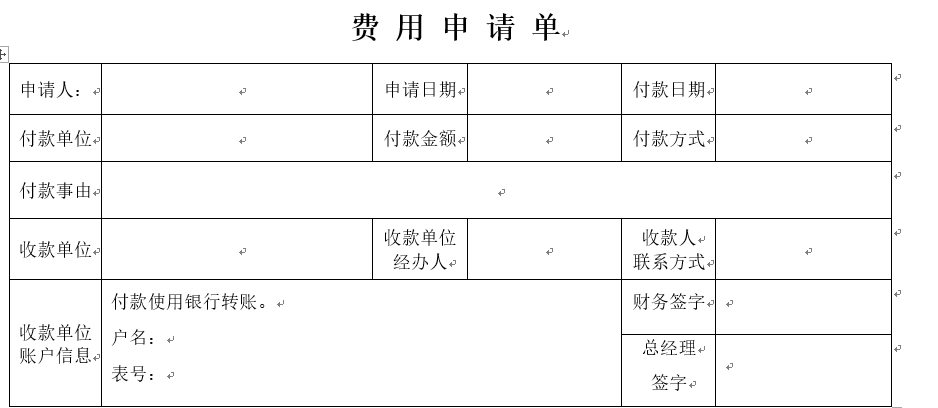 费 用 申 请 单
申请人：
申请日期
付款日期
付款单位
付款金额
付款方式
付款事由
收款单位
收款单位
经办人
收款人
联系方式
收款单位
账户信息
付款使用银行转账。
户名：
表号：
财务签字
总经理
签字